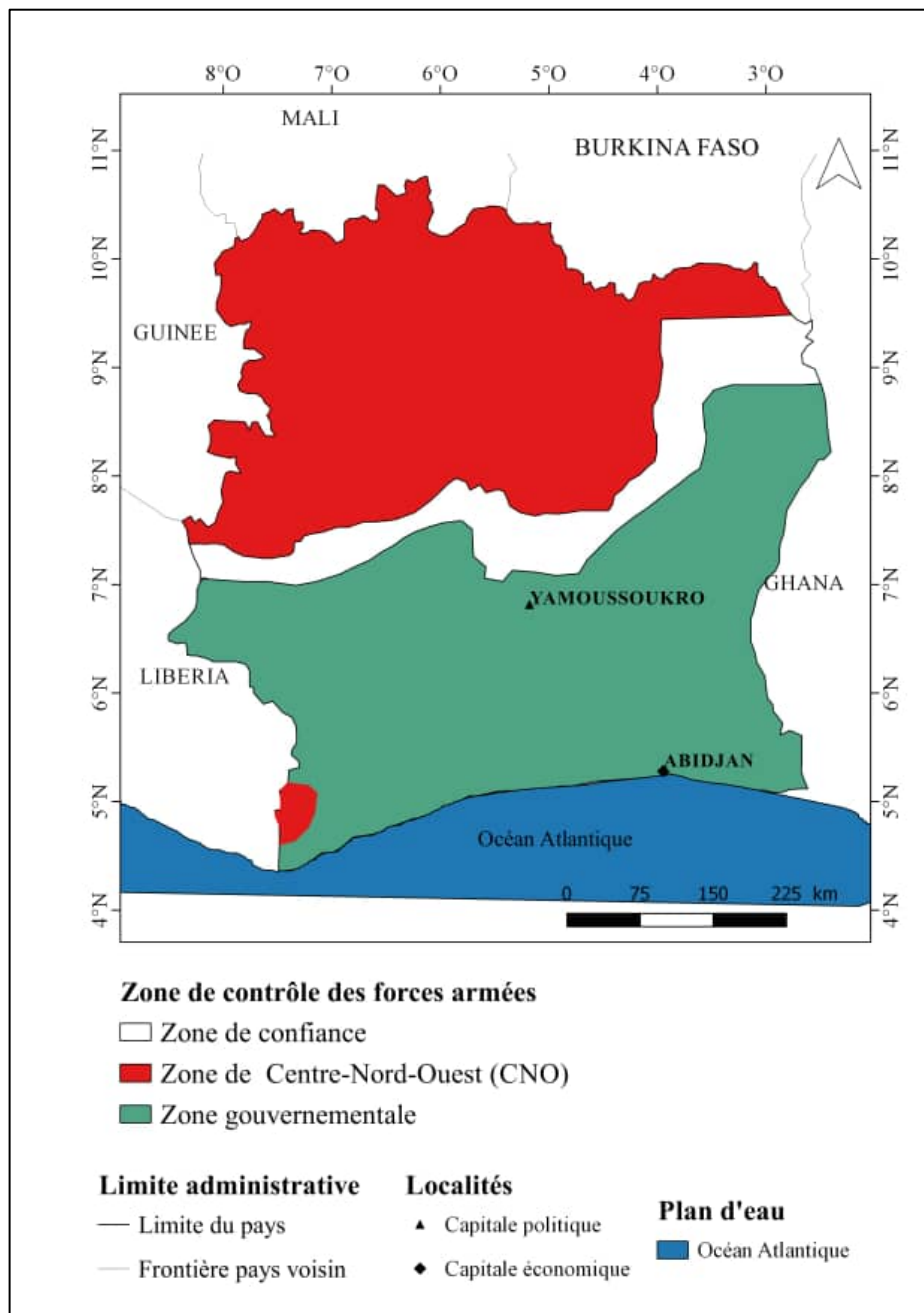 8°O 7°O 6°O 5°O 4°O 3°O
MALI
BURKINA FASO
11°N 11°N
10°N 10°N
GUINEE
9°N 9°N
8°N 8°N
7°N 7°N
GHANA
YAMOUSSOUKRO
LIBERIA
6°N 6°N
ABIDJAN
5°N 5°N
Océan Atlantique
0 75 150 225 km
4°N 4°N
Zone de contrôle des forces armées
Zone de confiance
Zone de Centre-Nord-Ouest (CNO)
Zone gouvernementale
Limite administrative
Limite du pays
Frontière pays voisin
Localités
Capitale politique
Capitale économique
Plan d'eau
Océan Atlantique